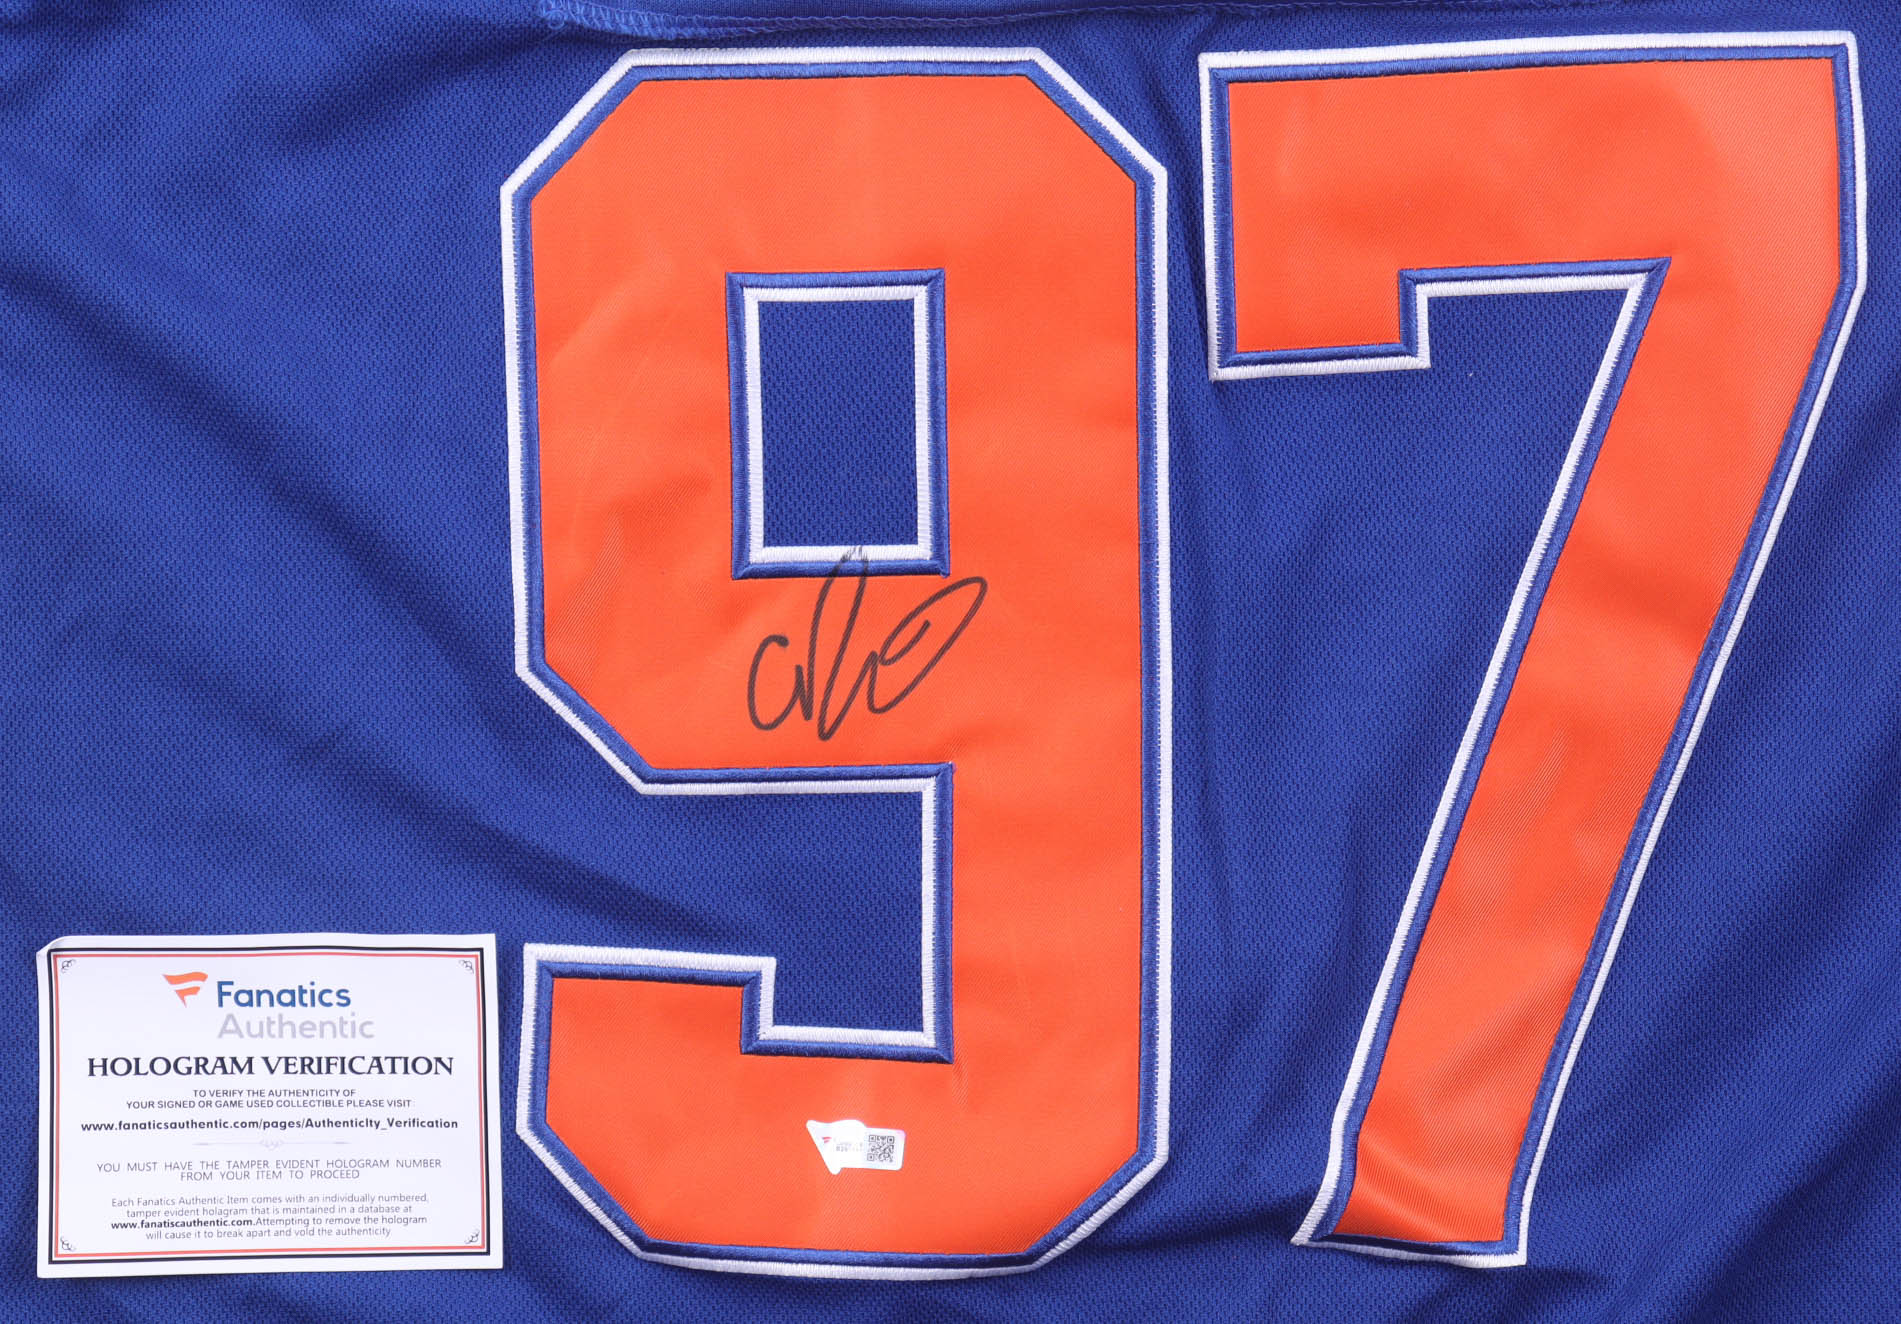 97
Fanatics
Authentic
HOLOGRAM VERIFICATION
TO VERIFY THE AUTHENTICITY OF
YOUR SIGNED OR GAME USED COLLECTIBLE PLEASE VISIT
www.fanaticsauthentic.com/pages/AuthenticIty_Verification
YOU MUST HAVE THE TAMPER EVIDENT HOLOGRAM NUMBER
FROM YOUR ITEM TO PROCEED
Each Fanatics Authentic Item comes with an individually numbered,
tamper evident hologram that is maintained in a database at
www.fanatiscauthentic.com.Attempting to remove the hologram
will cause it to break apart and void the authenticity